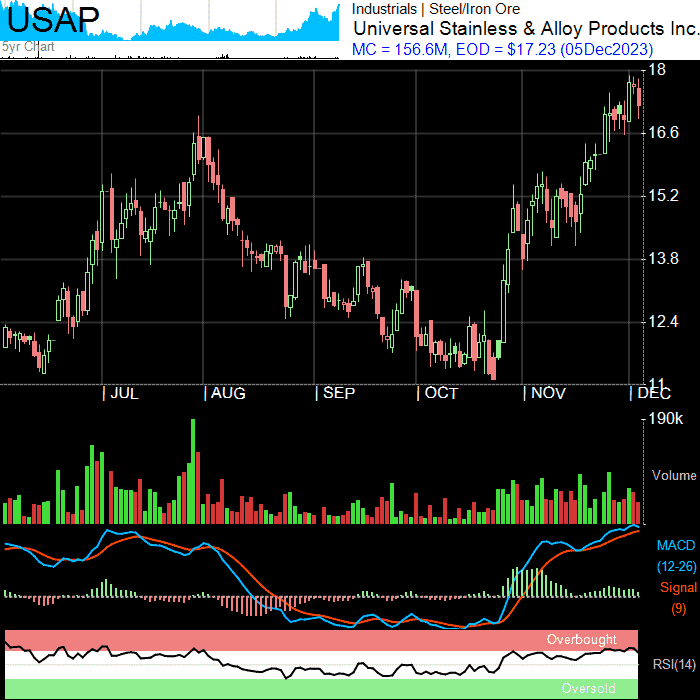 USAP
5yr Chart
Industrials | Steel/Iron Ore
Universal Stainless & Alloy Products Inc.
MC = 156.6M, EOD = $17.23 (05Dec2023)
18
16.6
15.2
13.8
12.4
11
| JUL | AUG | SEP | OCT | NOV | DEC
190k
Volume
MACD
(12-26)
Signal
(9)
Overbought
RSI(14)
Oversold